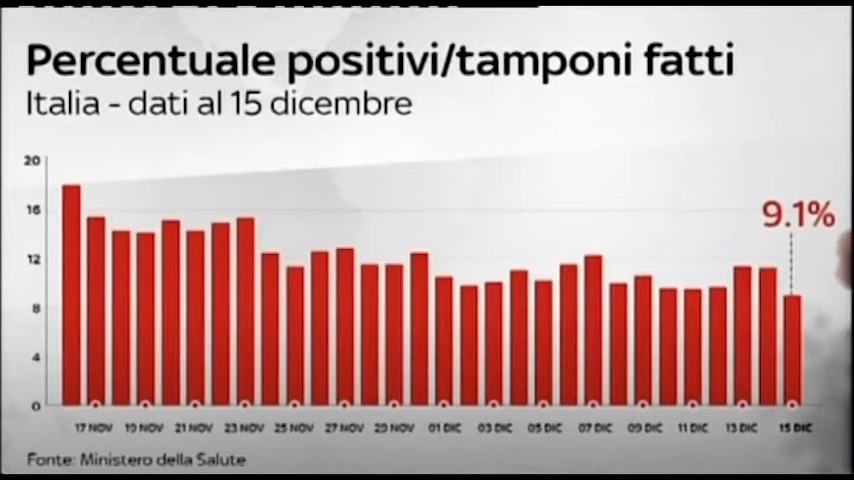 Percentuale positivi/tamponi fatti
Italia - dati al 15 dicembre
20
16
12
8
4
0
9.1%
17 NOV 19 NOV 21 NOV 23 NOV 25 NOV 27 NOV 29 NOV 01 DIC 03 DIC 05 DIC 07 DIC 09 DIC 11 DIC 13 DIC 15 DIC
Fonte: Ministero della Salute